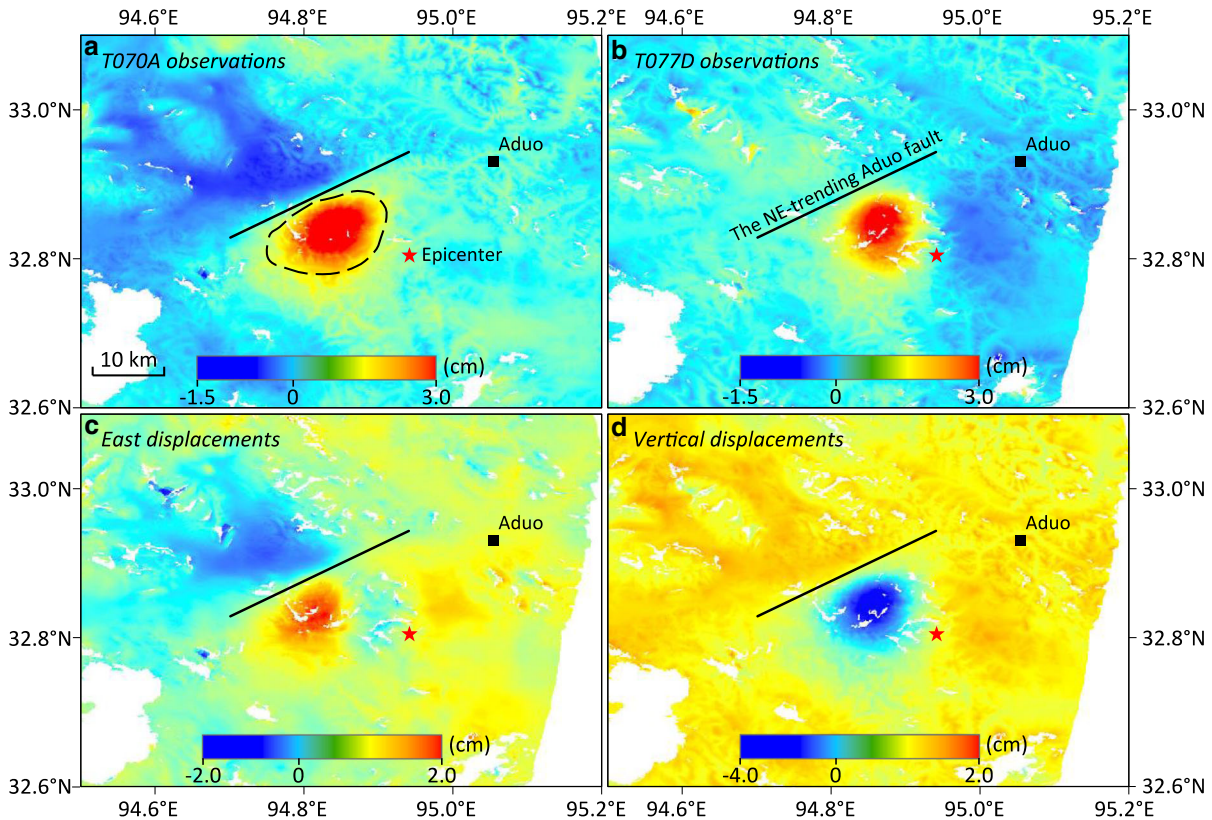 94.6°E 94.8°E 95.0°E 95.2°E 94.6°E 94.8°E 95.0°E 95.2°E
a T070A observations
b T077D observations
33.0°N 33.0°N
Aduo Aduo
The NE-trending Aduo fault
32.8°N 32.8°N
Epicenter
10 km
(cm) (cm)
-1.5 0 3.0 -1.5 0 3.0
32.6°N 32.6°N
c East displacements
d Vertical displacements
33.0°N 33.0°N
Aduo Aduo
32.8°N 32.8°N
(cm) (cm)
-2.0 0 2.0 -4.0 0 2.0
32.6°N 32.6°N
94.6°E 94.8°E 95.0°E 95.2°E 94.6°E 94.8°E 95.0°E 95.2°E